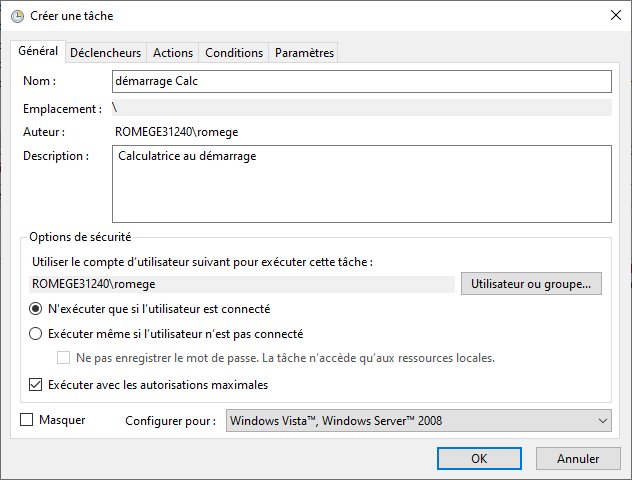 Créer une tâche
Général Déclencheurs Actions Conditions Paramètres
Nom : démarrage Calc
Emplacement : \
Auteur : ROMEGE31240\romege
Description : Calculatrice au démarrage
Options de sécurité
Utiliser le compte d'utilisateur suivant pour exécuter cette tâche :
ROMEGE31240\romege Utilisateur ou groupe...
N'exécuter que si l'utilisateur est connecté
Exécuter même si l'utilisateur n'est pas connecté
Ne pas enregistrer le mot de passe. La tâche n'accède qu'aux ressources locales.
Exécuter avec les autorisations maximales
Masquer Configurer pour : Windows Vista™, Windows Server™ 2008
OK Annuler